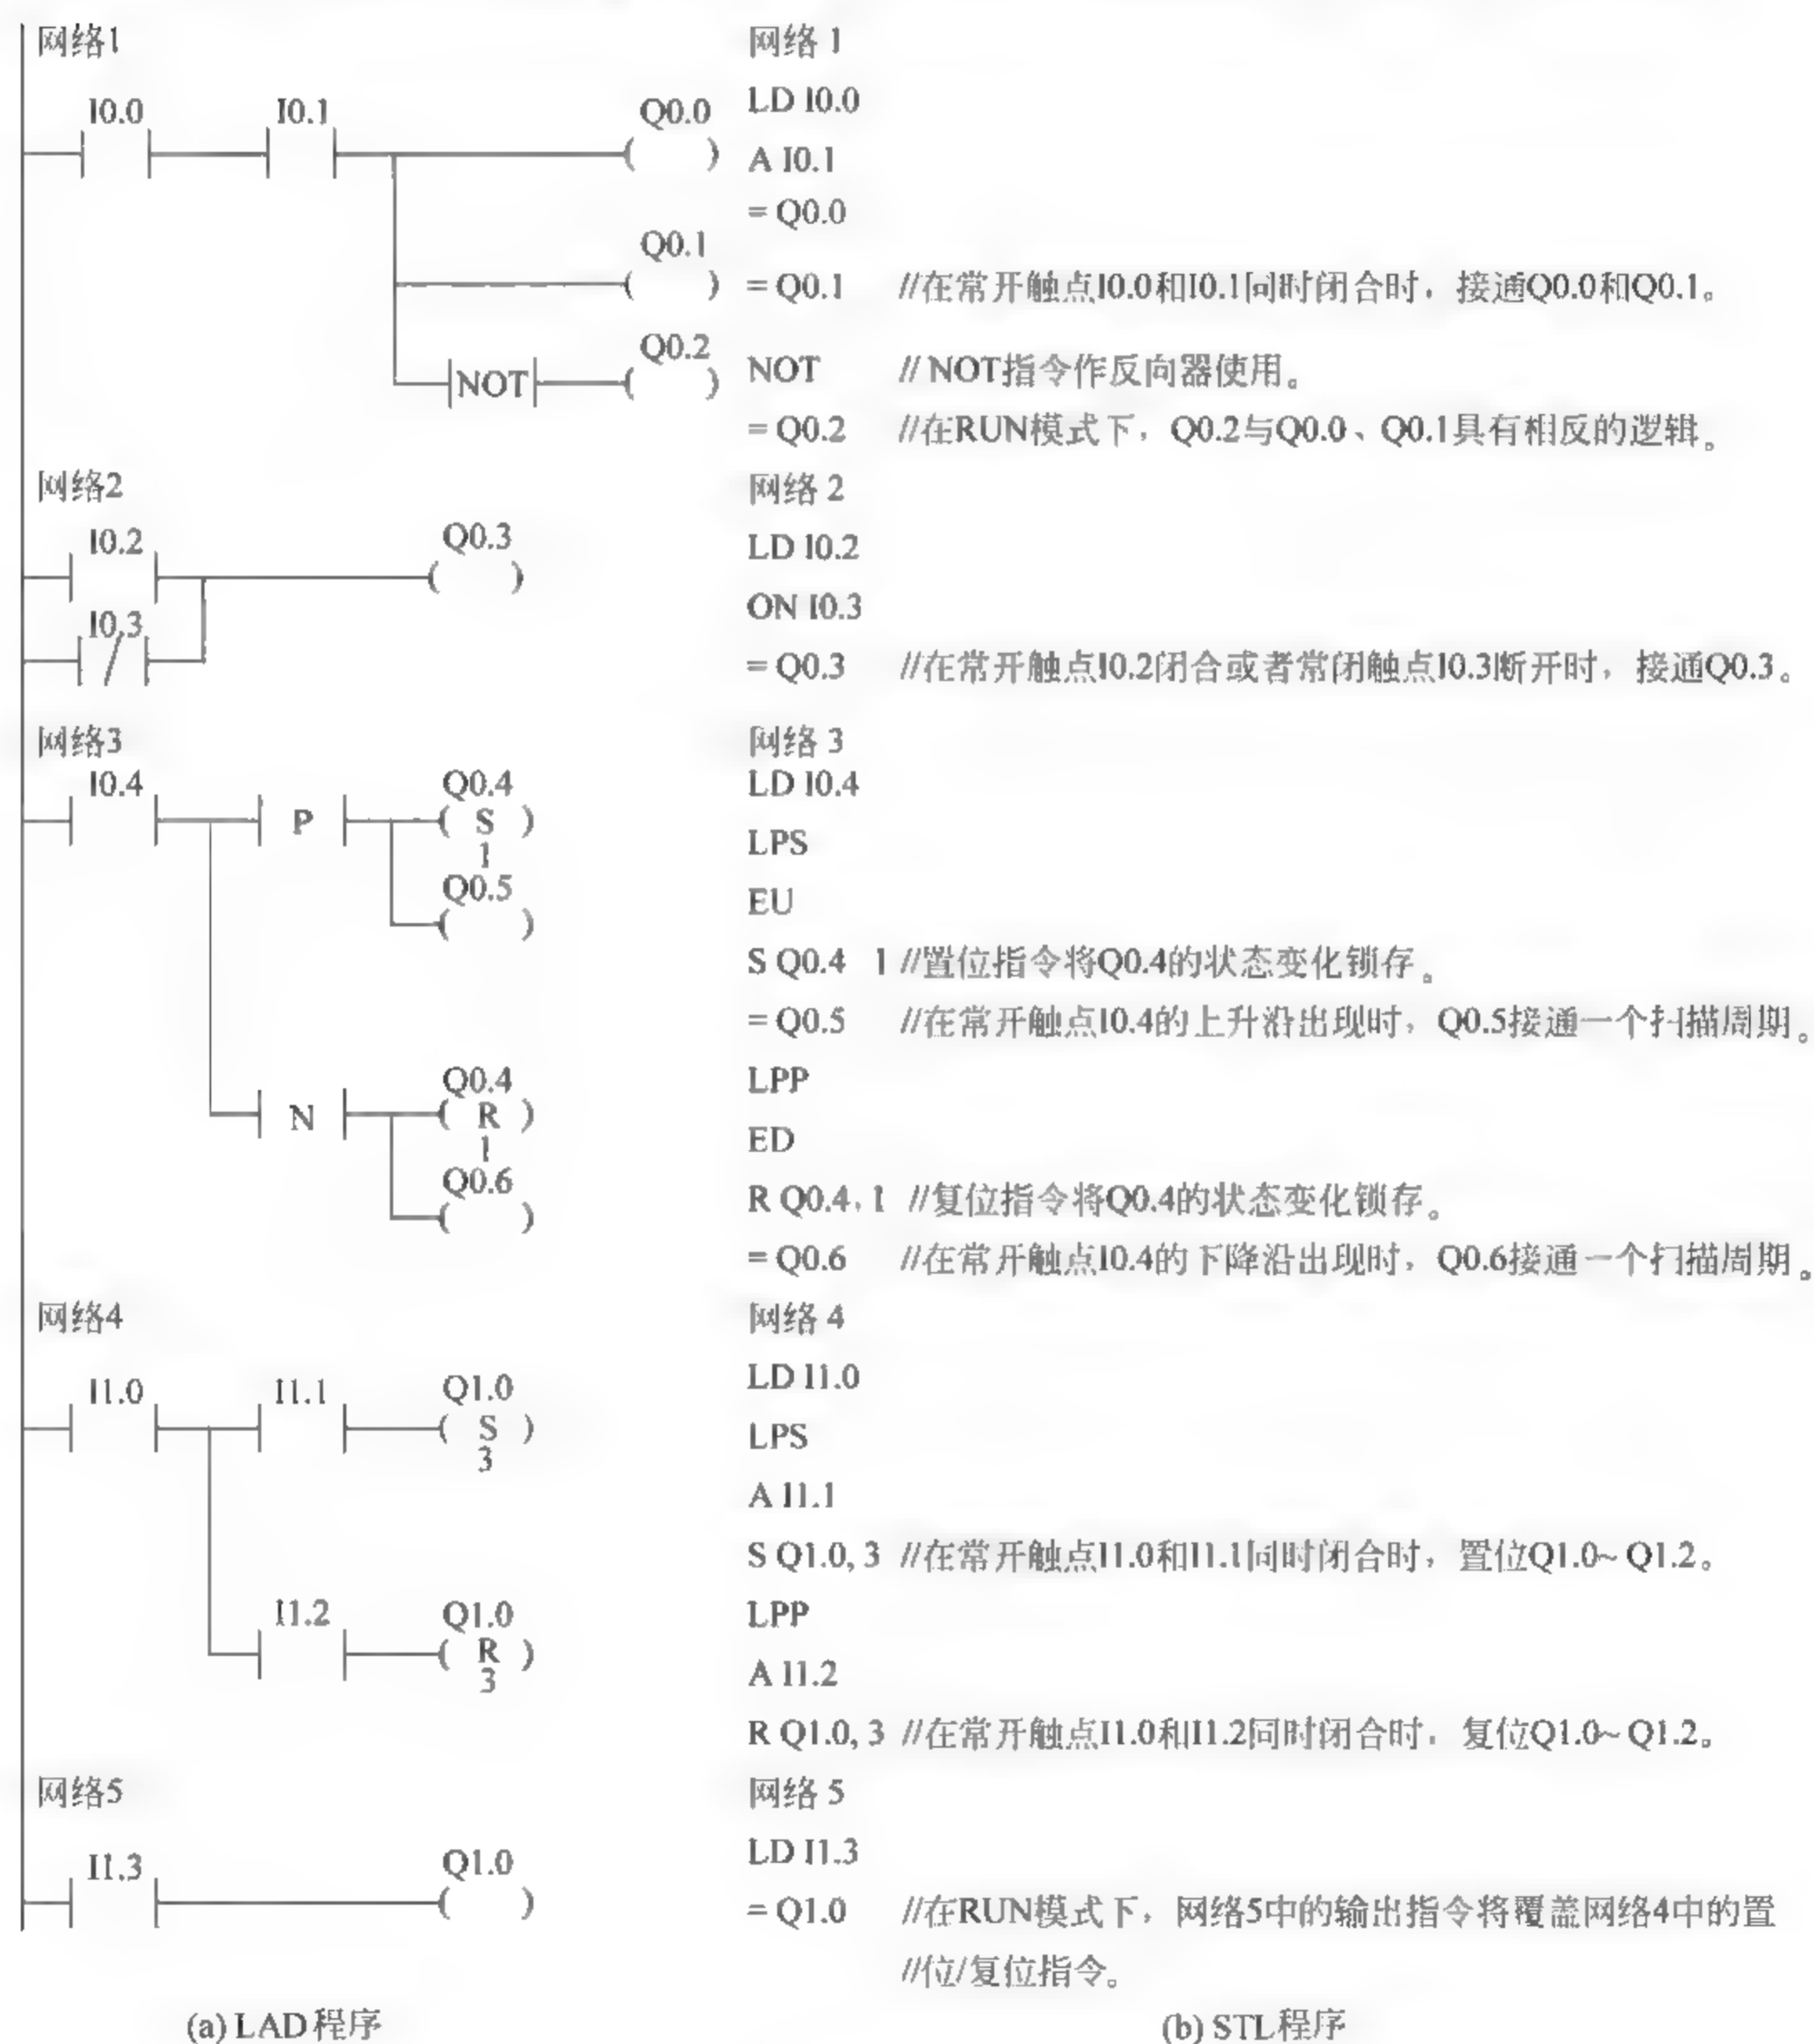 网络1
I0.0 I0.1 Q0.0
Q0.1
NOT Q0.2
网络2
I0.2 Q0.3
I0.3
网络3
I0.4 P Q0.4
S
1
Q0.5
N Q0.4
R
1
Q0.6
网络4
I1.0 I1.1 Q1.0
S
3
I1.2 Q1.0
R
3
网络5
I1.3 Q1.0
(a) LAD程序
网络 1
LD I0.0
A I0.1
= Q0.0
= Q0.1 //在常开触点I0.0和I0.1同时闭合时，接通Q0.0和Q0.1。
NOT // NOT指令作反向器使用。
= Q0.2 //在RUN模式下，Q0.2与Q0.0、Q0.1具有相反的逻辑。
网络 2
LD I0.2
ON I0.3
= Q0.3 //在常开触点I0.2闭合或者常闭触点I0.3断开时，接通Q0.3。
网络 3
LD I0.4
LPS
EU
S Q0.4 1 //置位指令将Q0.4的状态变化锁存。
= Q0.5 //在常开触点I0.4的上升沿出现时，Q0.5接通一个扫描周期。
LPP
ED
R Q0.4, 1 //复位指令将Q0.4的状态变化锁存。
= Q0.6 //在常开触点I0.4的下降沿出现时，Q0.6接通一个扫描周期。
网络 4
LD I1.0
LPS
A I1.1
S Q1.0, 3 //在常开触点I1.0和I1.1同时闭合时，置位Q1.0~ Q1.2。
LPP
A I1.2
R Q1.0, 3 //在常开触点I1.0和I1.2同时闭合时，复位Q1.0~ Q1.2。
网络 5
LD I1.3
= Q1.0 //在RUN模式下，网络5中的输出指令将覆盖网络4中的置
//位/复位指令。
(b) STL程序